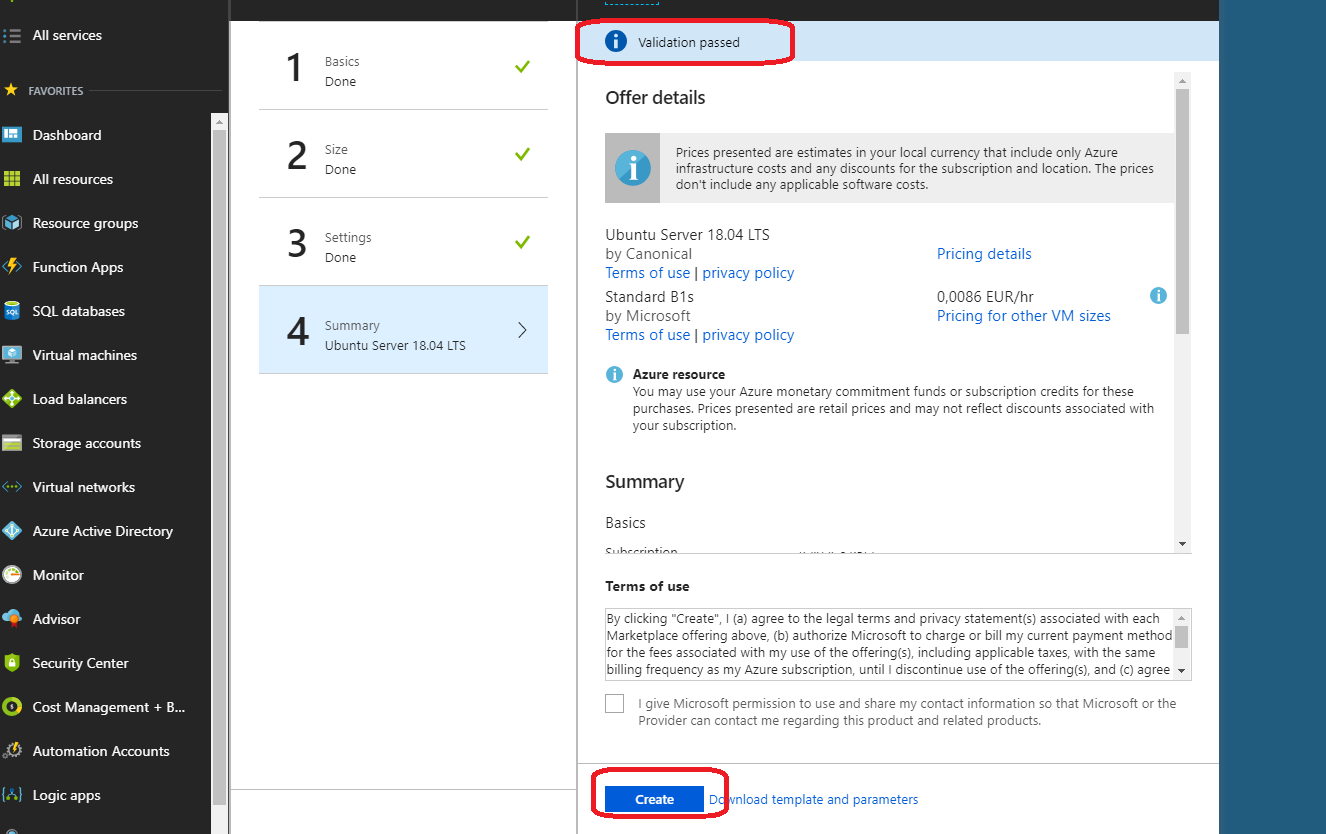 All services
FAVORITES
Dashboard
All resources
Resource groups
Function Apps
SQL databases
Virtual machines
Load balancers
Storage accounts
Virtual networks
Azure Active Directory
Monitor
Advisor
Security Center
Cost Management + B...
Automation Accounts
Logic apps
1
Basics
Done
2
Size
Done
3
Settings
Done
4
Summary
Ubuntu Server 18.04 LTS
Validation passed
Offer details
Prices presented are estimates in your local currency that include only Azure
infrastructure costs and any discounts for the subscription and location. The prices
don't include any applicable software costs.
Ubuntu Server 18.04 LTS
by Canonical
Pricing details
Terms of use | privacy policy
Standard B1s
0,0086 EUR/hr
by Microsoft
Pricing for other VM sizes
Terms of use | privacy policy
Azure resource
You may use your Azure monetary commitment funds or subscription credits for these
purchases. Prices presented are retail prices and may not reflect discounts associated with
your subscription.
Summary
Basics
Subscription
Terms of use
By clicking "Create", I (a) agree to the legal terms and privacy statement(s) associated with each
Marketplace offering above, (b) authorize Microsoft to charge or bill my current payment method
for the fees associated with my use of the offering(s), including applicable taxes, with the same
billing frequency as my Azure subscription, until I discontinue use of the offering(s), and (c) agree
I give Microsoft permission to use and share my contact information so that Microsoft or the
Provider can contact me regarding this product and related products.
Create
Download template and parameters